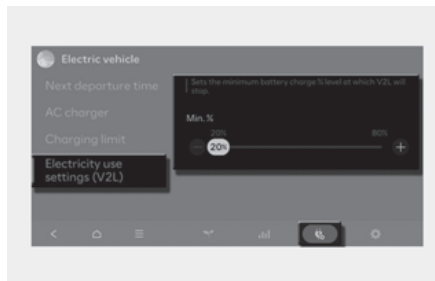 Electric vehicle
Next departure time
AC charger
Charging limit
Electricity use
settings (V2L)
Sets the minimum battery charge % level at which V2L will
stop.
Min. %
20%
80%
20%